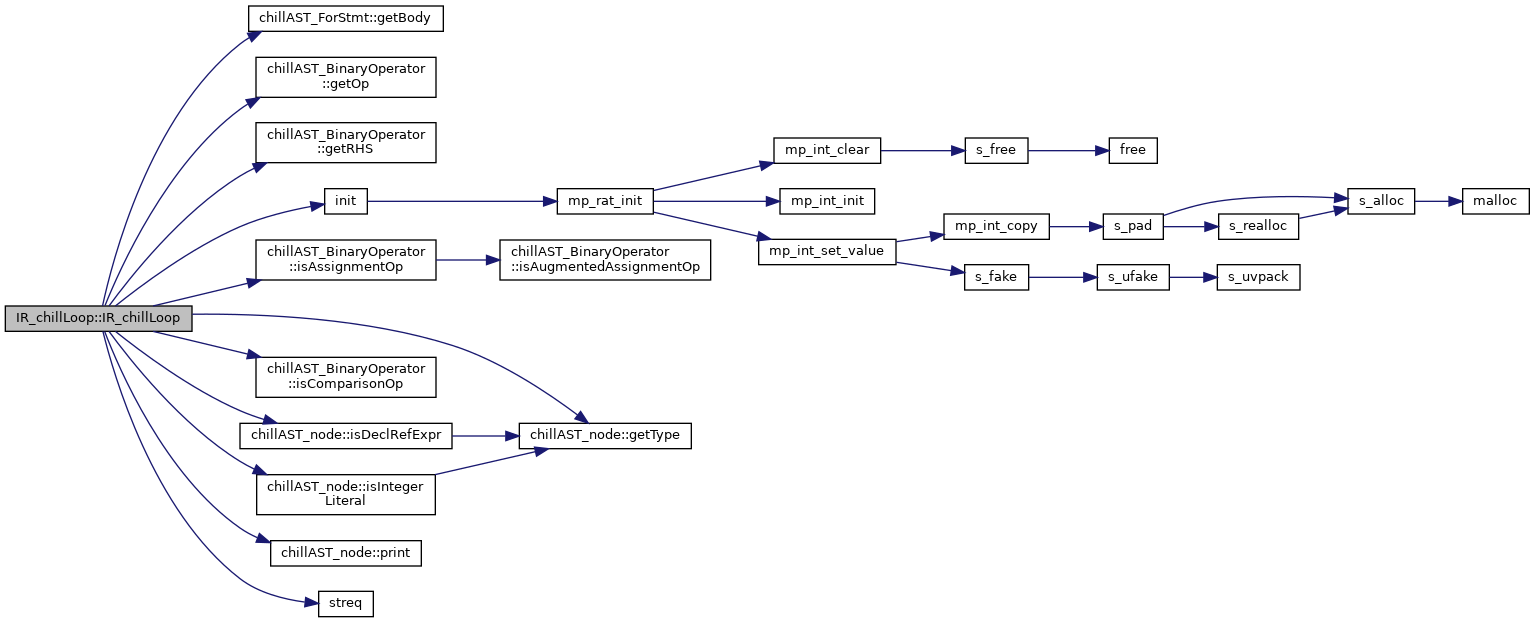 chillAST_ForStmt::getBody
chillAST_BinaryOperator
::getOp
chillAST_BinaryOperator
::getRHS
mp_int_clear
s_free
free
init
mp_rat_init
mp_int_init
s_alloc
malloc
mp_int_copy
s_pad
s_realloc
chillAST_BinaryOperator
::isAssignmentOp
chillAST_BinaryOperator
::isAugmentedAssignmentOp
mp_int_set_value
s_fake
s_ufake
s_uvpack
IR_chillLoop::IR_chillLoop
chillAST_BinaryOperator
::isComparisonOp
chillAST_node::isDeclRefExpr
chillAST_node::getType
chillAST_node::isInteger
Literal
chillAST_node::print
streq